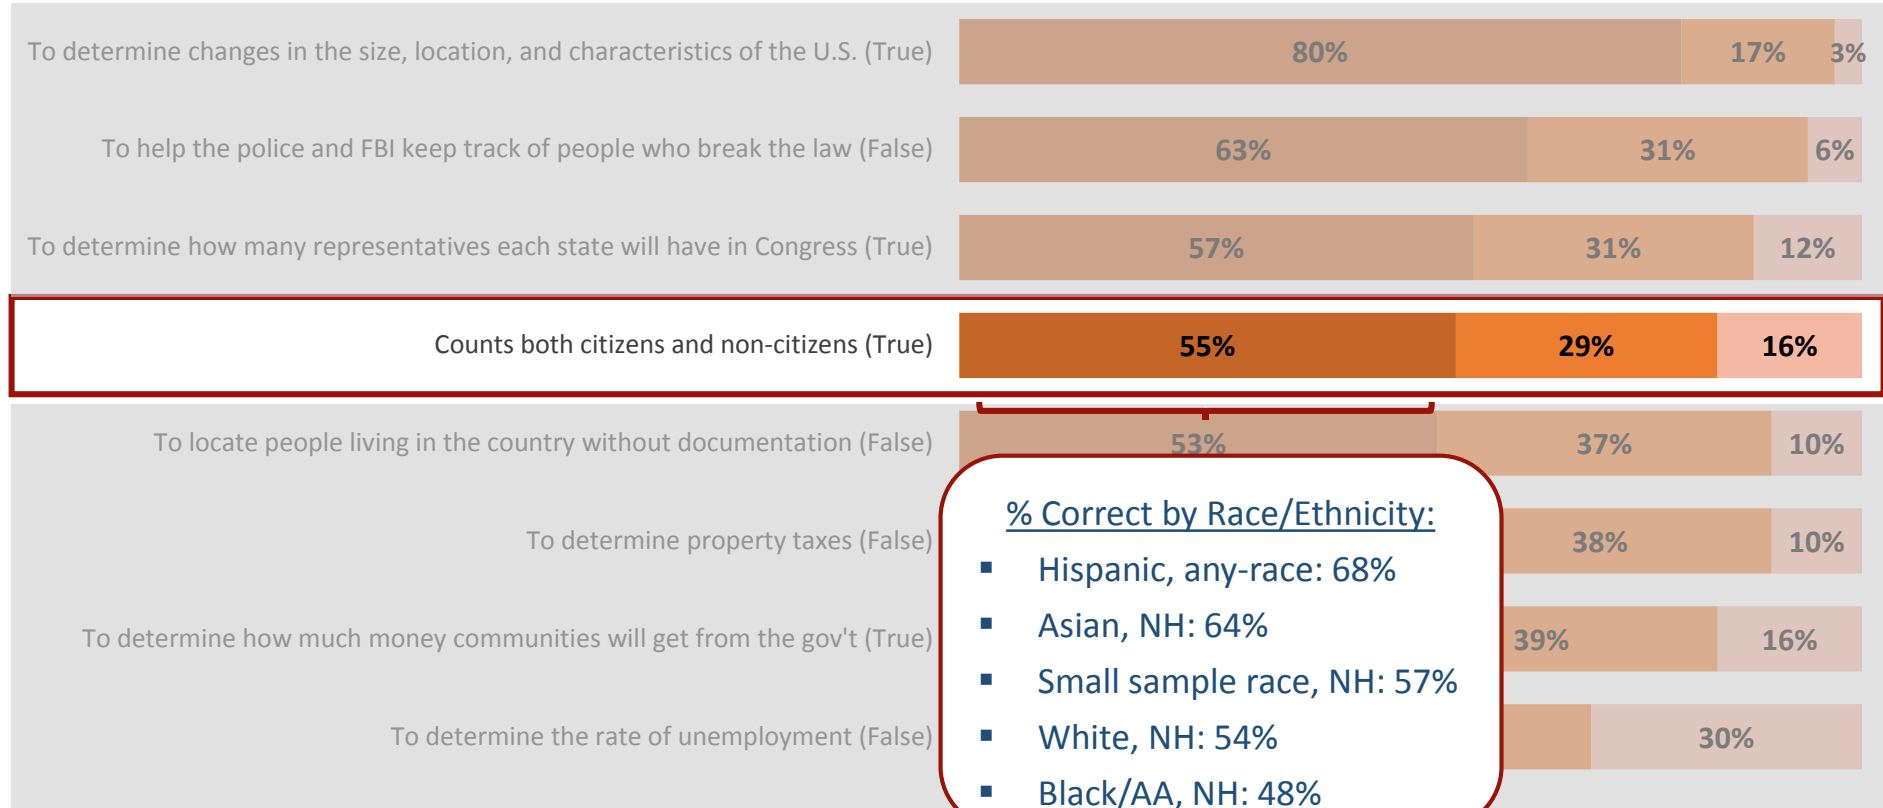 To determine changes in the size, location, and characteristics of the U.S. (True) 80% 17% 3%
To help the police and FBI keep track of people who break the law (False) 63% 31% 6%
To determine how many representatives each state will have in Congress (True) 57% 31% 12%
Counts both citizens and non-citizens (True) 55% 29% 16%
To locate people living in the country without documentation (False) 53% 37% 10%
To determine property taxes (False) 38% 10%
To determine how much money communities will get from the gov't (True) 39% 16%
To determine the rate of unemployment (False) 30%
% Correct by Race/Ethnicity:
▪ Hispanic, any-race: 68%
▪ Asian, NH: 64%
▪ Small sample race, NH: 57%
▪ White, NH: 54%
▪ Black/AA, NH: 48%